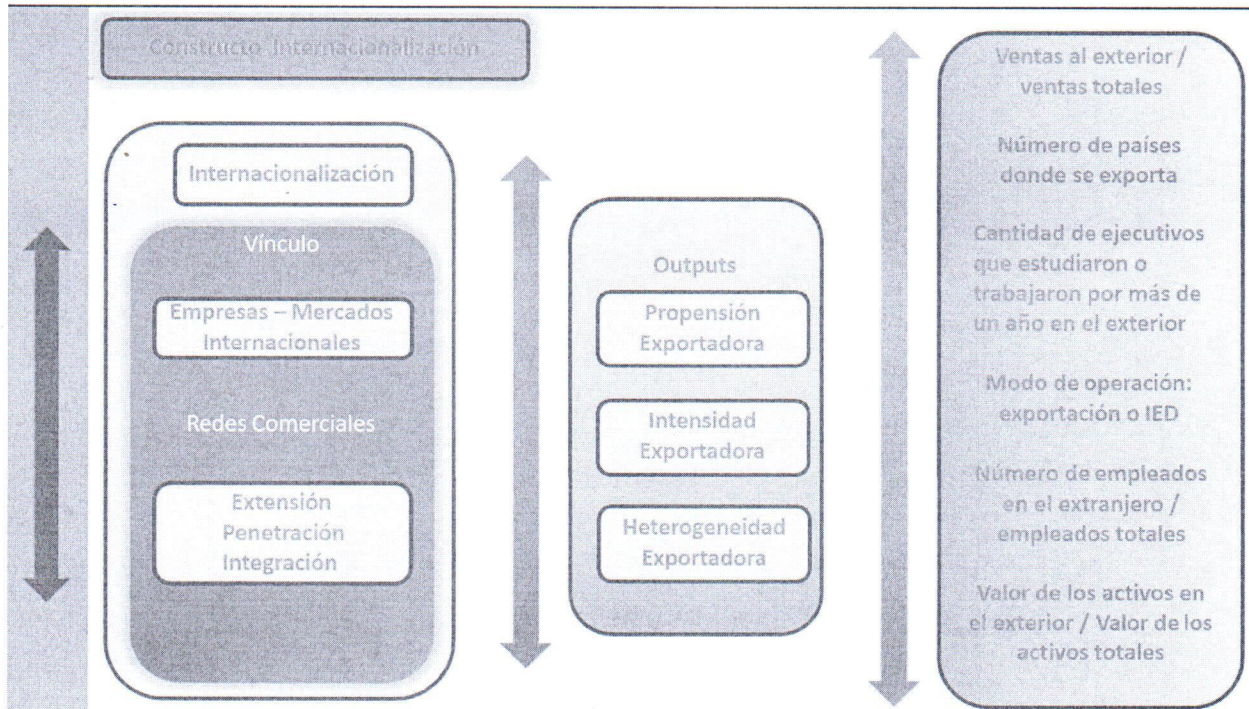 Constructo Internacionalización
Internacionalización
Vínculo
Empresas – Mercados
Internacionales
Redes Comerciales
Extensión
Penetración
Integración
Outputs
Propensión
Exportadora
Intensidad
Exportadora
Heterogeneidad
Exportadora
Ventas al exterior /
ventas totales
Número de países
donde se exporta
Cantidad de ejecutivos
que estudiaron o
trabajaron por más de
un año en el exterior
Modo de operación:
exportación o IED
Número de empleados
en el extranjero /
empleados totales
Valor de los activos en
el exterior / Valor de los
activos totales